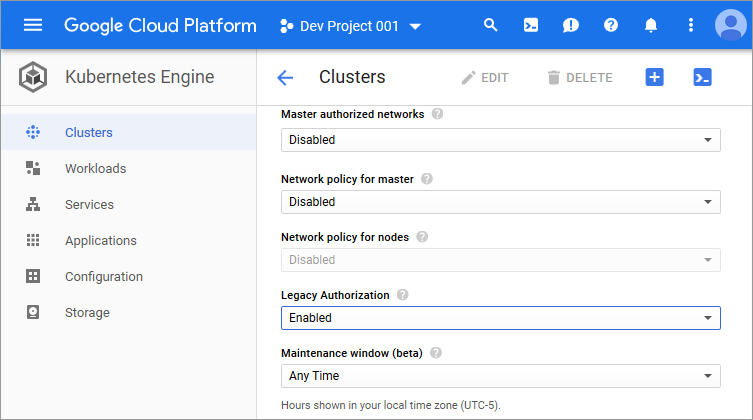 Google Cloud Platform Dev Project 001
Kubernetes Engine
Clusters EDIT DELETE
Clusters
Workloads
Services
Applications
Configuration
Storage
Master authorized networks
Disabled
Network policy for master
Disabled
Network policy for nodes
Disabled
Legacy Authorization
Enabled
Maintenance window (beta)
Any Time
Hours shown in your local time zone (UTC-5).